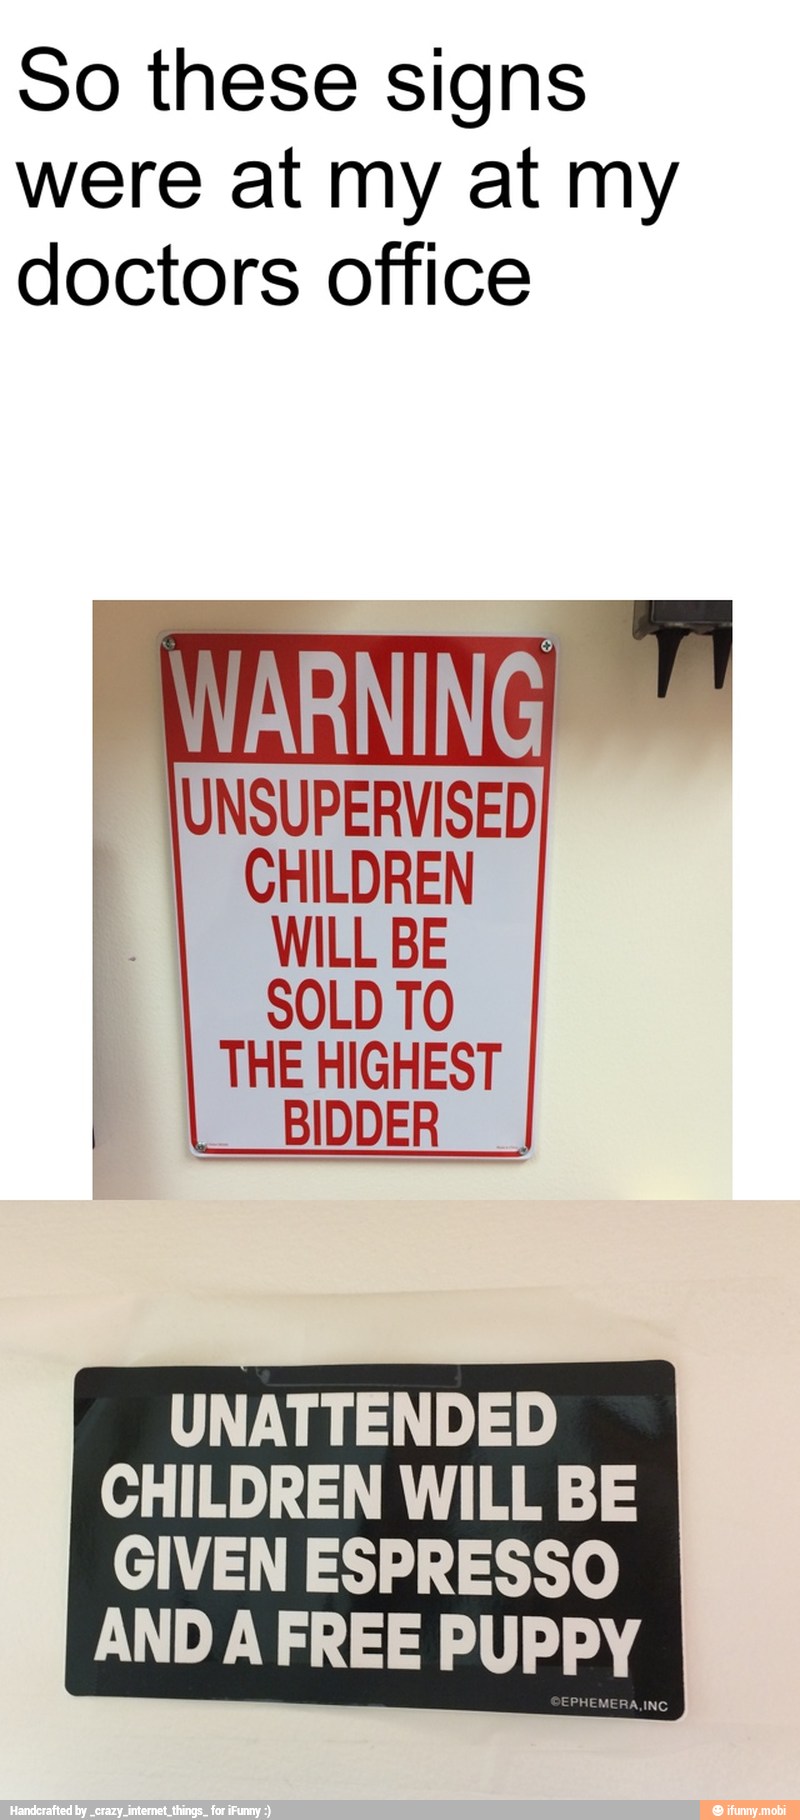 So these signs
were at my at my
doctors office
WARNING
UNSUPERVISED
CHILDREN
WILL BE
SOLD TO
THE HIGHEST
BIDDER
UNATTENDED
CHILDREN WILL BE
GIVEN ESPRESSO
AND A FREE PUPPY
©EPHEMERA,INC
Handcrafted by _crazy_internet_things_ for iFunny :)
ifunny.mobi